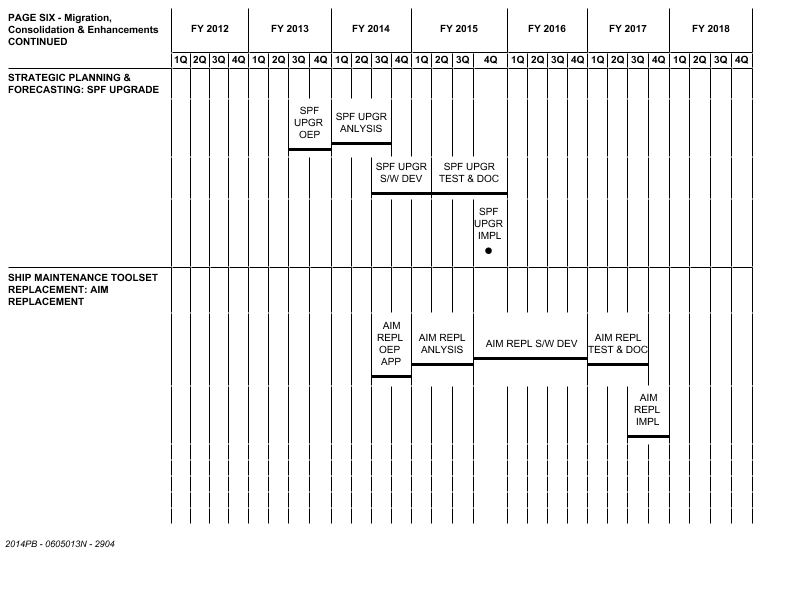 PAGE SIX - Migration,
Consolidation & Enhancements
CONTINUED
FY 2012 FY 2013 FY 2014 FY 2015 FY 2016 FY 2017 FY 2018
1Q 2Q 3Q 4Q 1Q 2Q 3Q 4Q 1Q 2Q 3Q 4Q 1Q 2Q 3Q 4Q 1Q 2Q 3Q 4Q 1Q 2Q 3Q 4Q 1Q 2Q 3Q 4Q
STRATEGIC PLANNING &
FORECASTING: SPF UPGRADE
SPF
UPGR
OEP
SPF UPGR
ANLYSIS
SPF UPGR
S/W DEV
SPF UPGR
TEST & DOC
SPF
UPGR
IMPL
SHIP MAINTENANCE TOOLSET
REPLACEMENT: AIM
REPLACEMENT
AIM
REPL
OEP
APP
AIM REPL
ANLYSIS
AIM REPL S/W DEV
AIM REPL
TEST & DOC
AIM
REPL
IMPL
2014PB - 0605013N - 2904